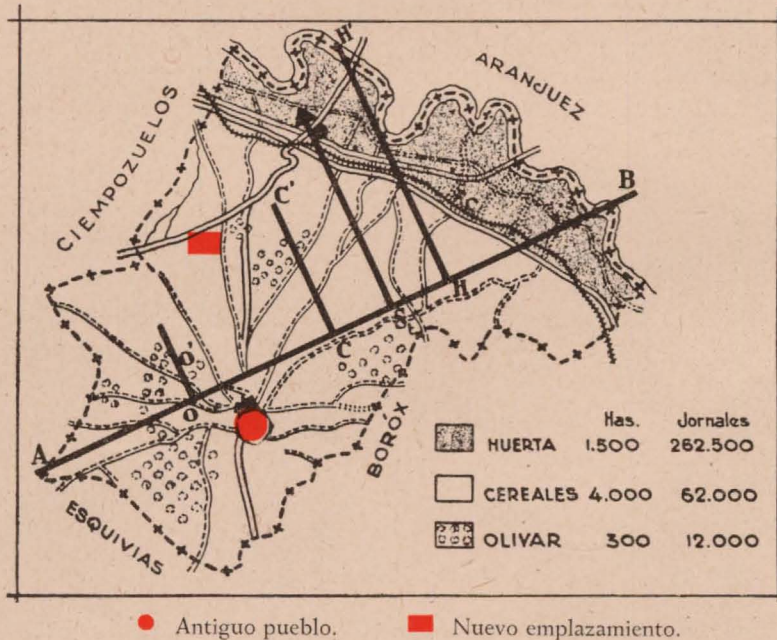 H'
ARANJUEZ
CIEMPOZUELOS
B
C'
C
H
S
O'
C
O
A
BORÓX
ESQUIVIAS
Has. Jornales
HUERTA 1.500 262.500
CEREALES 4.000 62.000
OLIVAR 300 12.000
Antiguo pueblo. Nuevo emplazamiento.